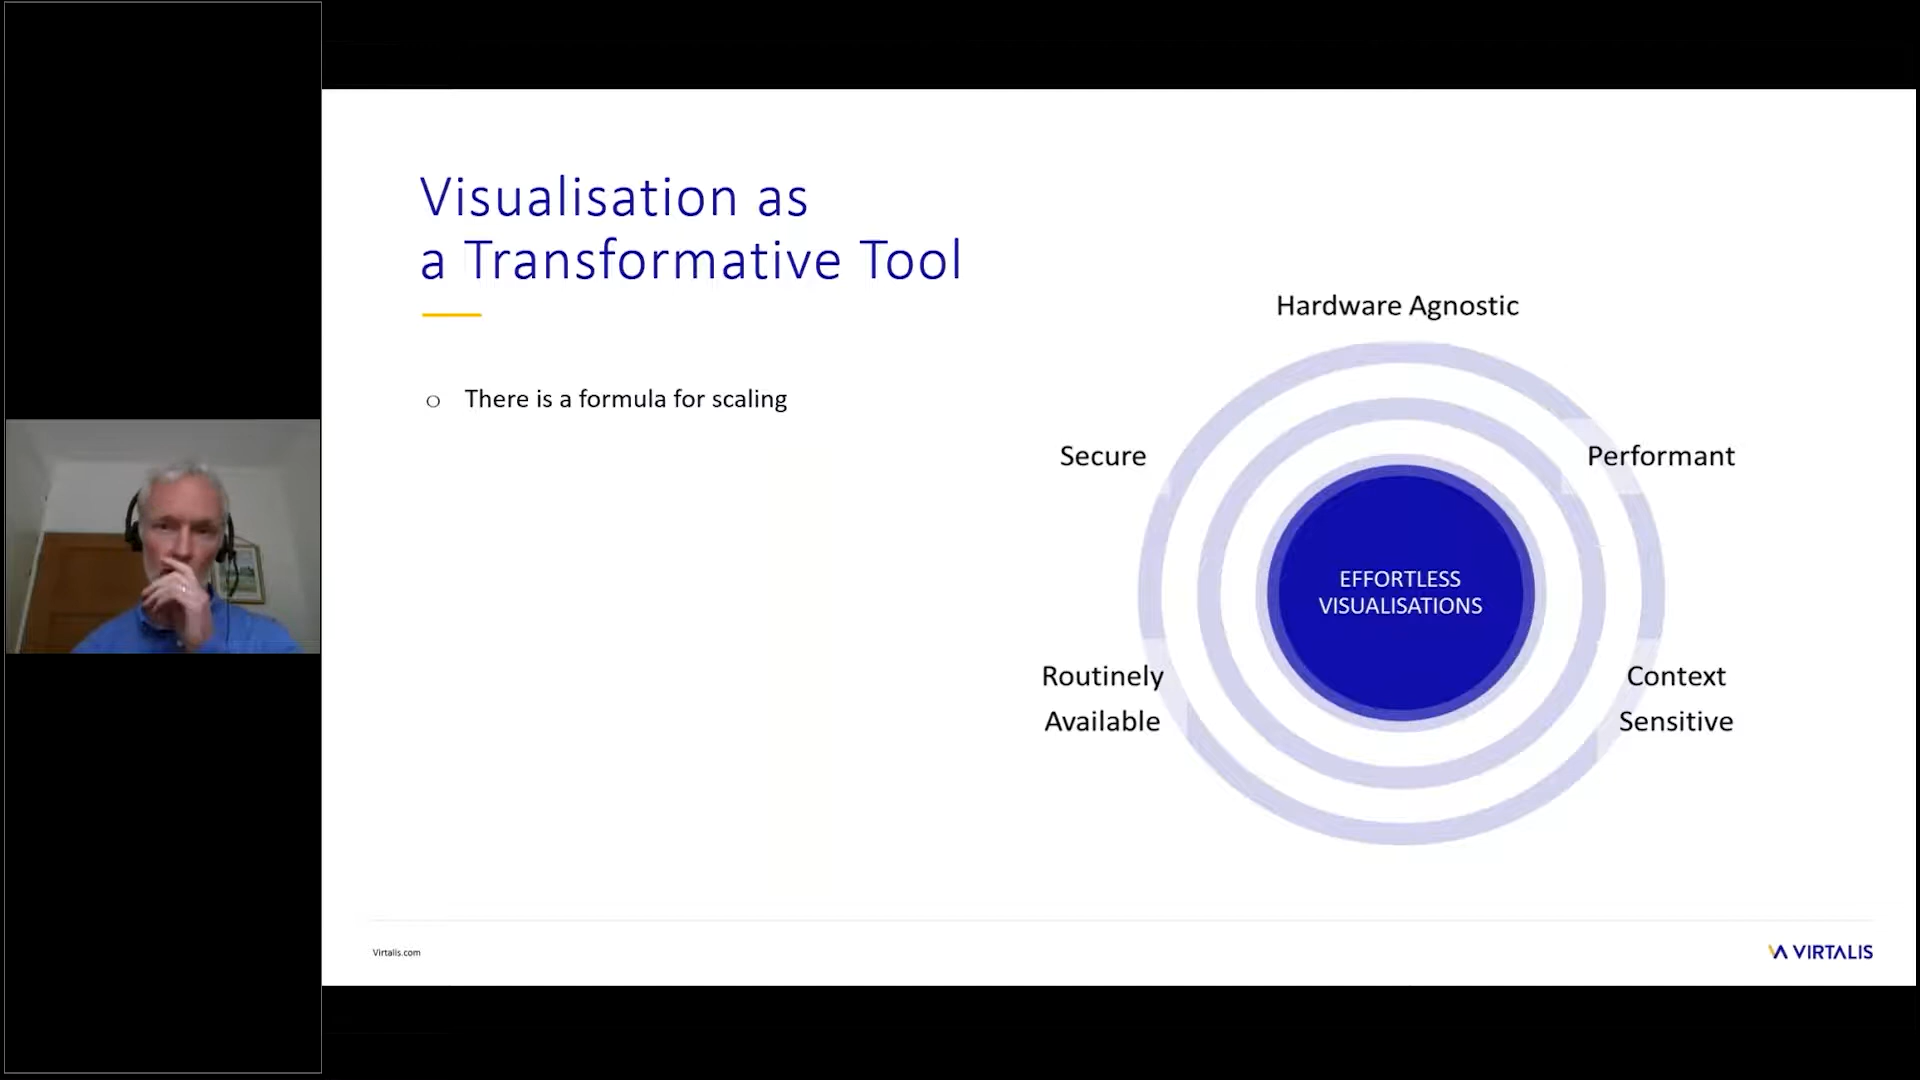 Visualisation as
a Transformative Tool
There is a formula for scaling
Hardware Agnostic
Secure
Performant
EFFORTLESS
VISUALISATIONS
Routinely
Available
Context
Sensitive
Virtalis.com
VIRTALIS